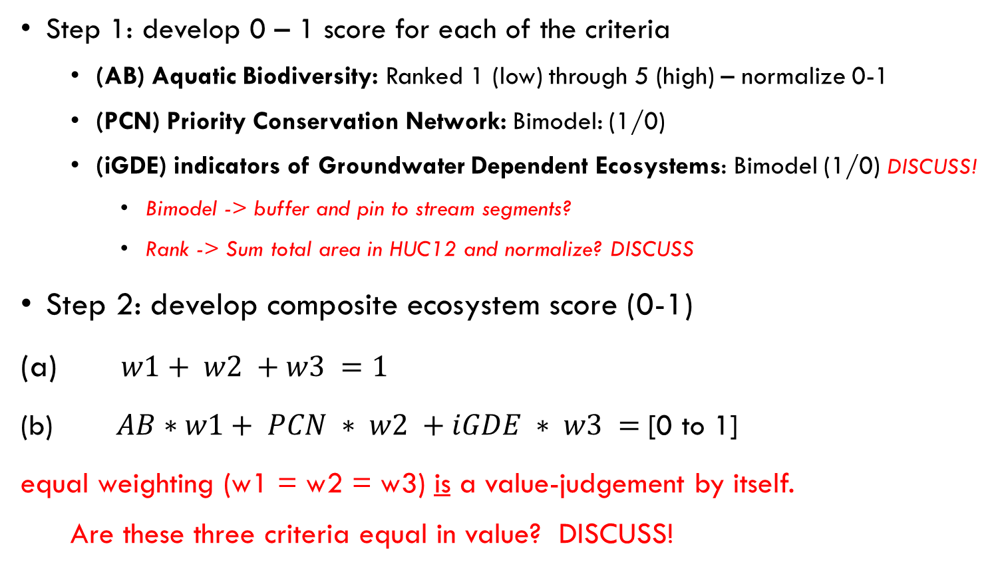 • Step 1: develop 0 – 1 score for each of the criteria
• (AB) Aquatic Biodiversity: Ranked 1 (low) through 5 (high) – normalize 0-1
• (PCN) Priority Conservation Network: Bimodel: (1/0)
• (iGDE) indicators of Groundwater Dependent Ecosystems: Bimodel (1/0) DISCUSS!
• Bimodel -> buffer and pin to stream segments?
• Rank -> Sum total area in HUC12 and normalize? DISCUSS
• Step 2: develop composite ecosystem score (0-1)
(a) w1 + w2 + w3 = 1
(b) AB * w1 + PCN * w2 + iGDE * w3 = [0 to 1]
equal weighting (w1 = w2 = w3) is a value-judgement by itself.
Are these three criteria equal in value? DISCUSS!